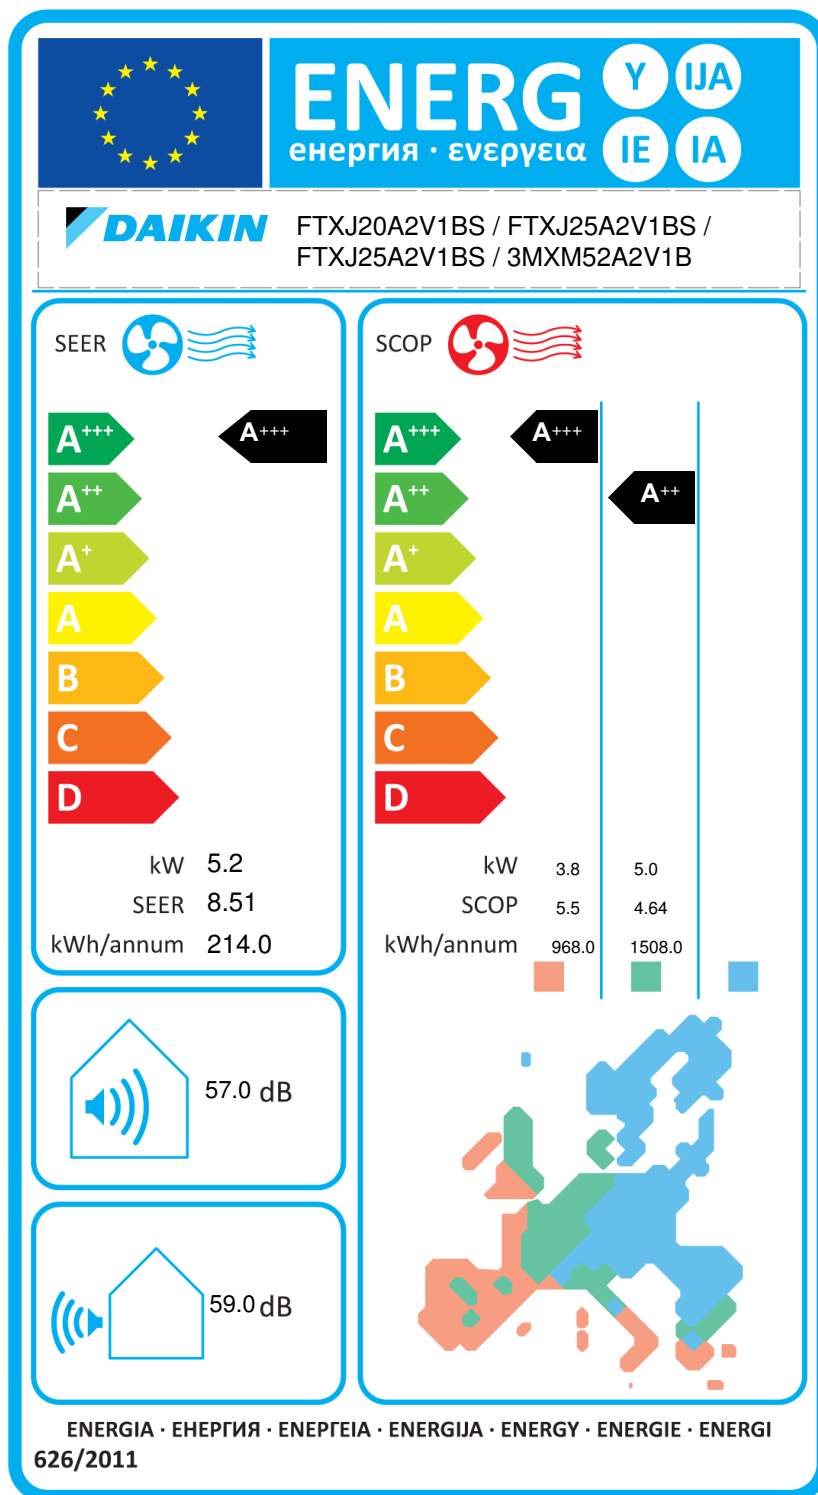 ENERG
енергия · ενεργεια
Y IJA
IE IA
DAIKIN
FTXJ20A2V1BS / FTXJ25A2V1BS /
FTXJ25A2V1BS / 3MXM52A2V1B
SEER
A+++ A+++
A++
A+
A
B
C
D
kW 5.2
SEER 8.51
kWh/annum 214.0
SCOP
A+++ A+++
A++ A++
A+
A
B
C
D
kW 3.8 5.0
SCOP 5.5 4.64
kWh/annum 968.0 1508.0
57.0 dB
59.0 dB
ENERGIA · ЕНЕРГИЯ · ΕΝΕΡΓΕΙΑ · ENERGIJA · ENERGY · ENERGIE · ENERGI
626/2011